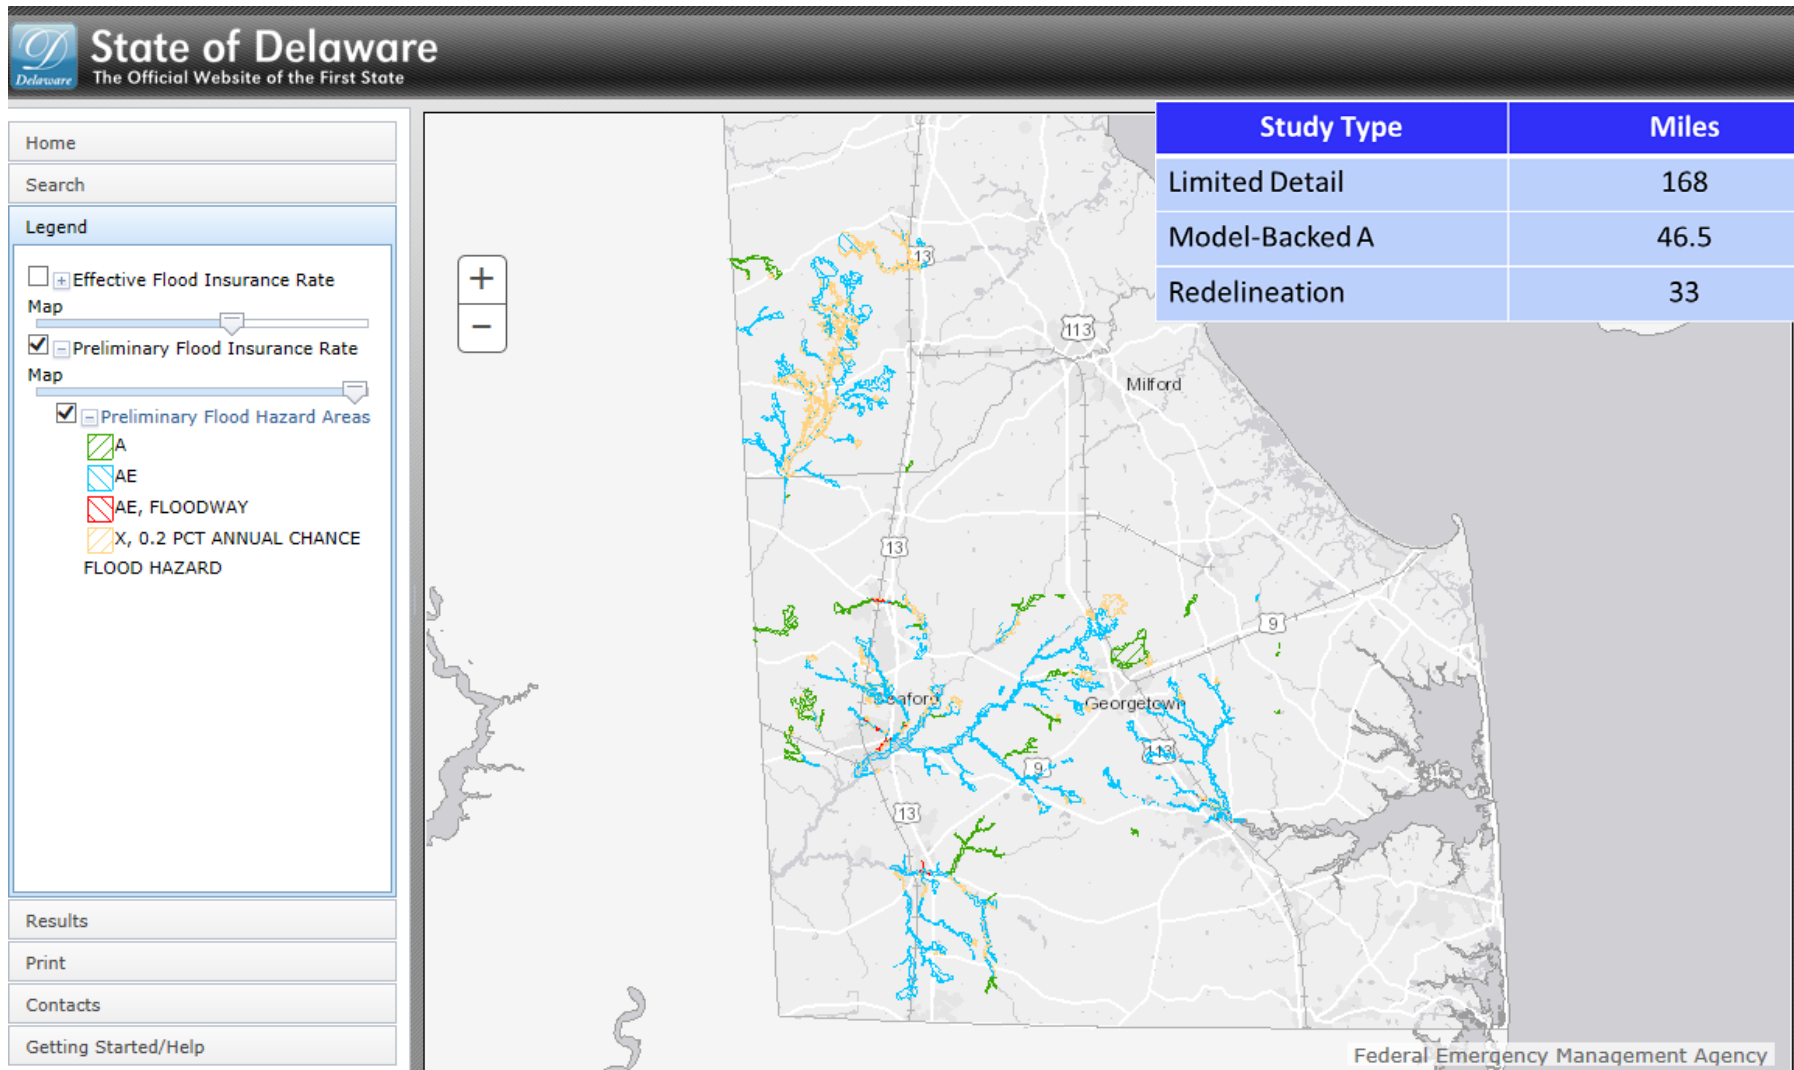 State of Delaware
Delaware
The Official Website of the First State
Home
Search
Legend
Effective Flood Insurance Rate
Map
Preliminary Flood Insurance Rate
Map
Preliminary Flood Hazard Areas
A
AE
AE, FLOODWAY
X, 0.2 PCT ANNUAL CHANCE
FLOOD HAZARD
Results
Print
Contacts
Getting Started/Help
+
−
Study Type Miles
Limited Detail 168
Model-Backed A 46.5
Redelineation 33
13
113
Milford
13
9
Seaford
Georgetown
113
9
13
Federal Emergency Management Agency